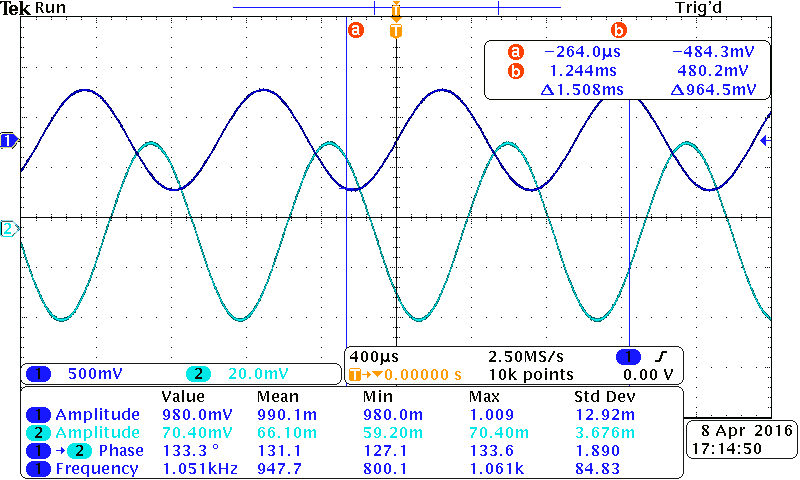 Tek Run Trig'd
T
a b
T
a −264.0µs −484.3mV
b 1.244ms 480.2mV
Δ1.508ms Δ964.5mV
1
2
400µs 2.50MS/s 1
1 500mV 2 20.0mV T→▼0.00000 s 10k points 0.00 V
Value Mean Min Max Std Dev
1 Amplitude 980.0mV 990.1m 980.0m 1.009 12.92m
2 Amplitude 70.40mV 66.10m 59.20m 70.40m 3.676m
1 → 2 Phase 133.3 ° 131.1 127.1 133.6 1.890
1 Frequency 1.051kHz 947.7 800.1 1.061k 84.83
8 Apr 2016
17:14:50